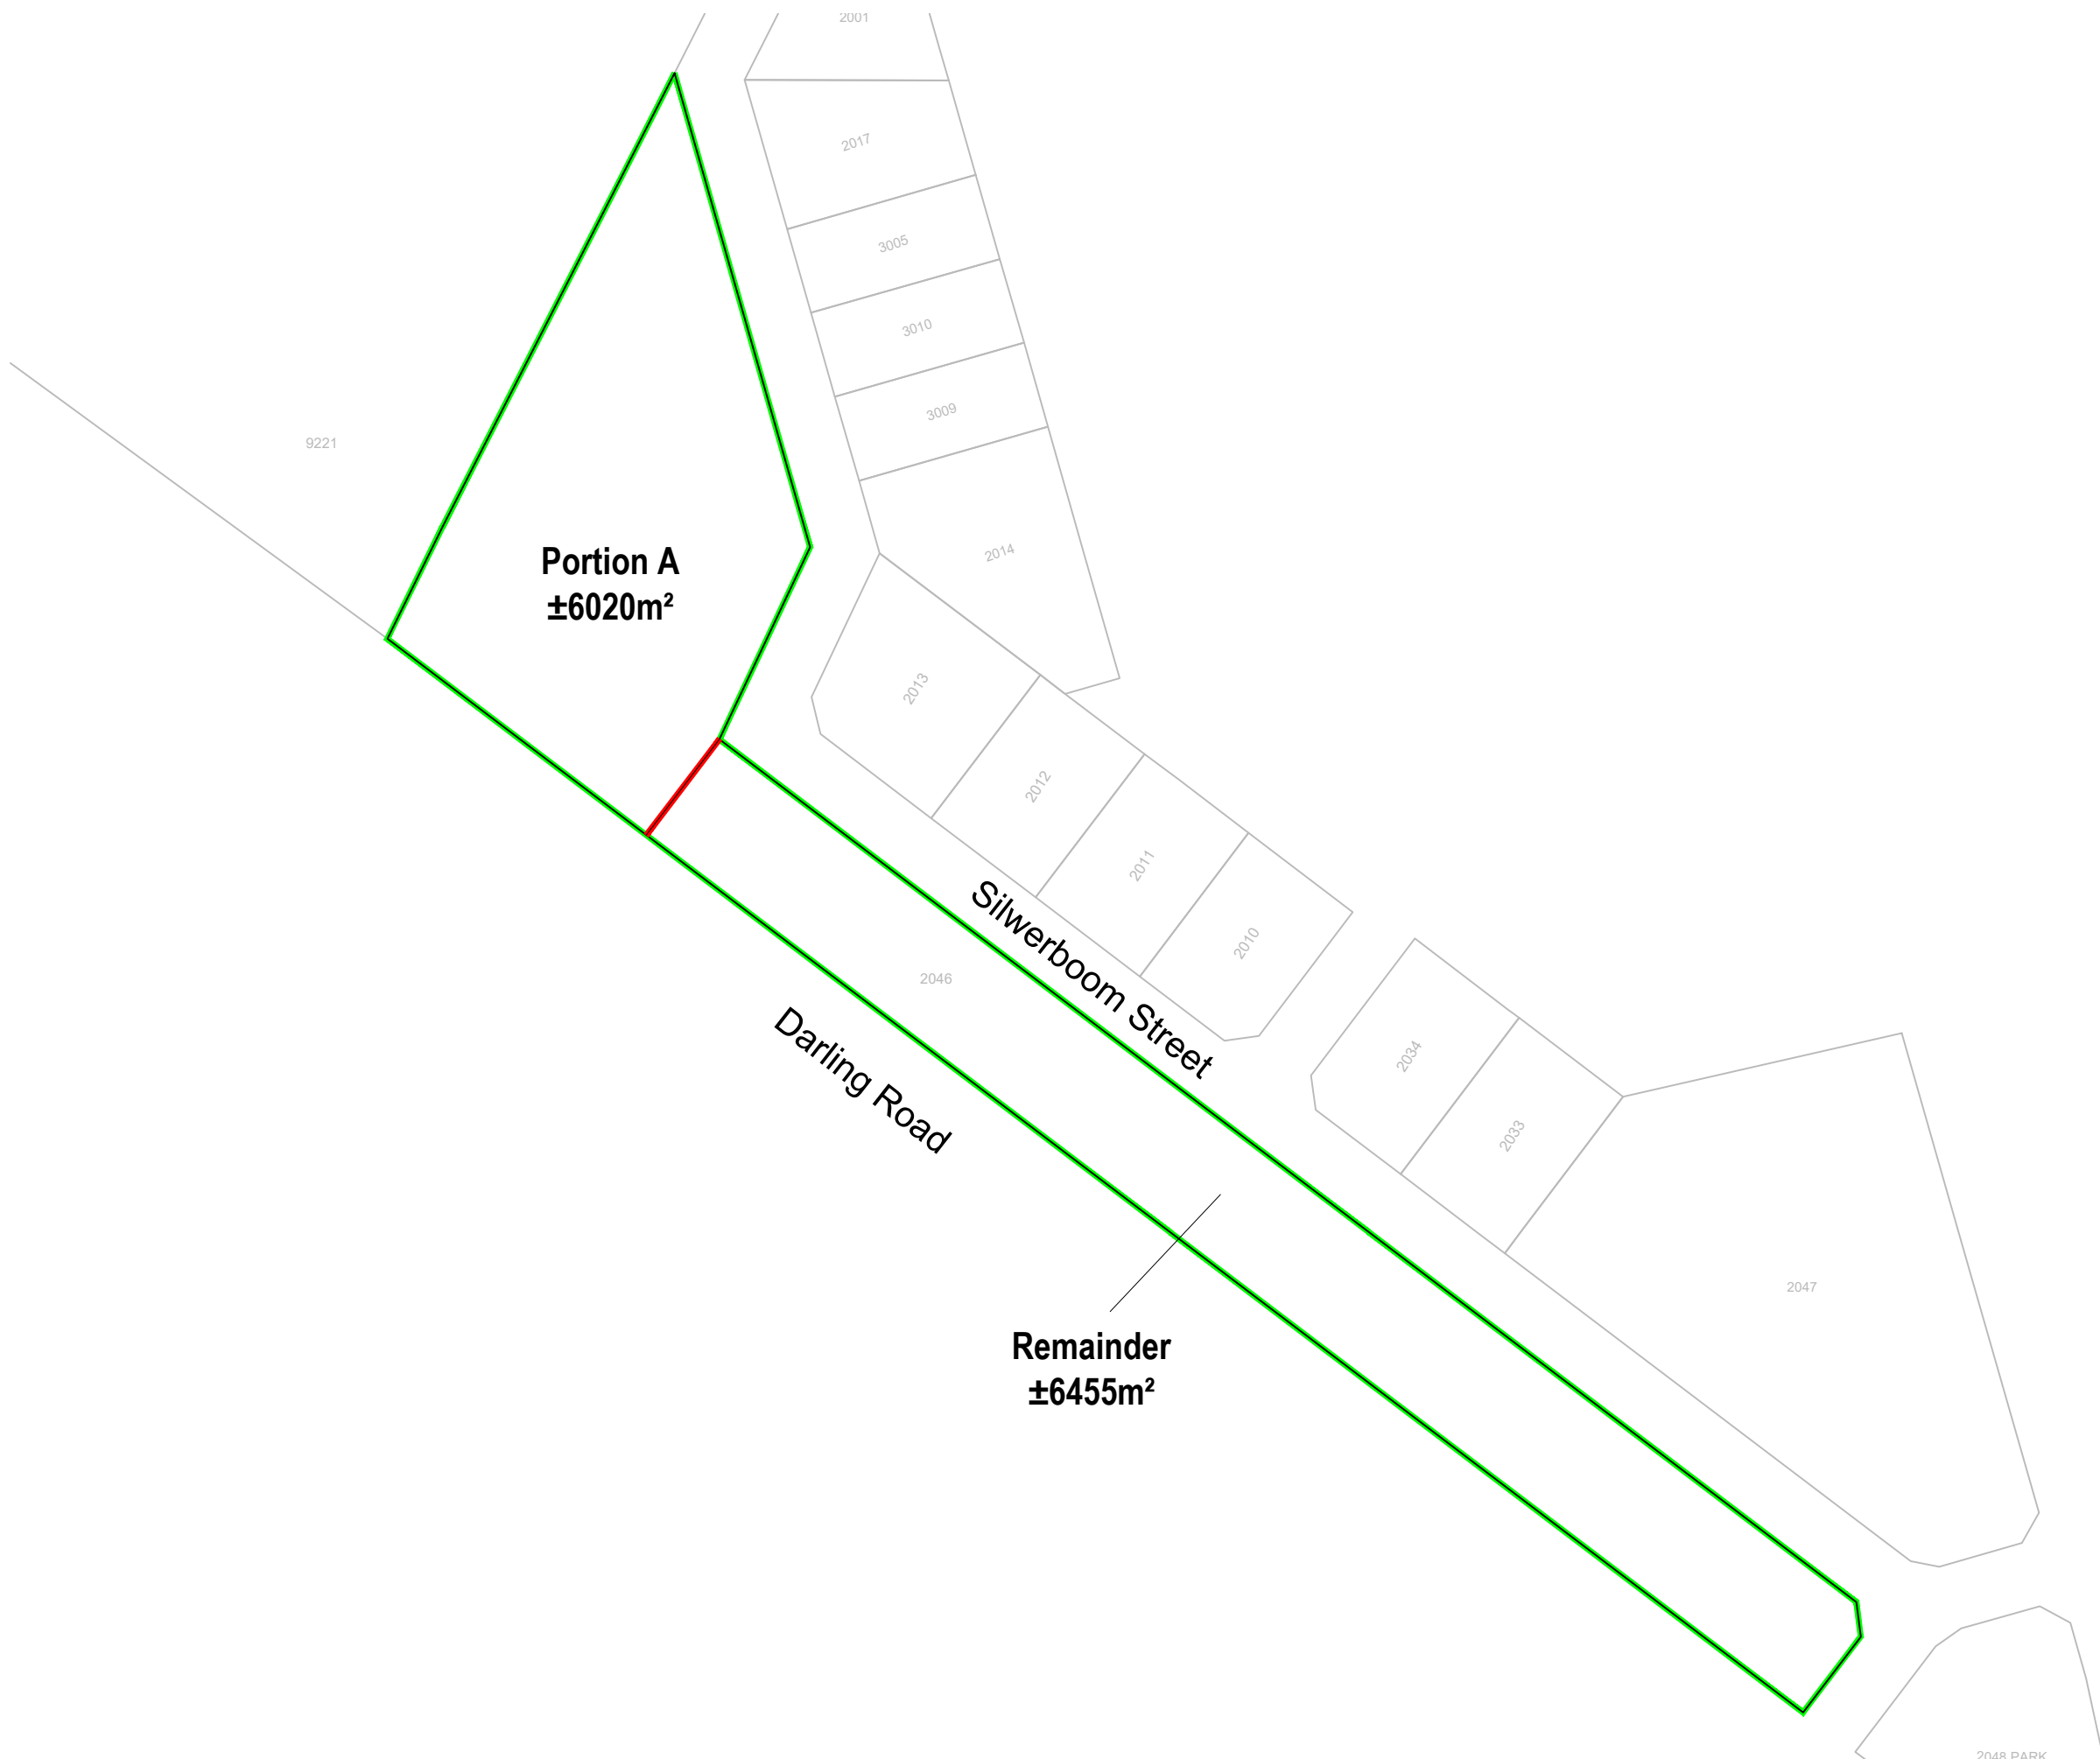 2001
2017
3005
3010
3009
9221
2014
Portion A
±6020m²
2013
2012
2011
2010
Silwerboom Street
2046
Darling Road
2034
2033
2047
Remainder
±6455m²
2048 PARK